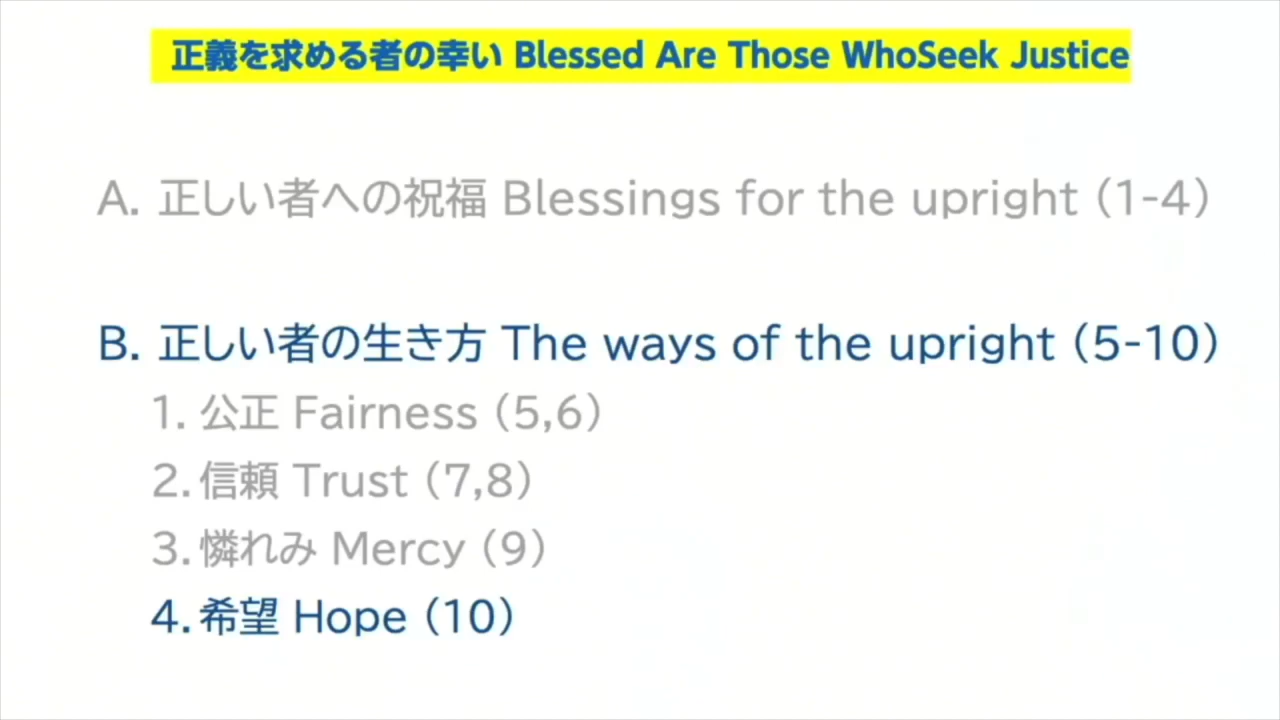 正義を求める者の幸い Blessed Are Those WhoSeek Justice
A. 正しい者への祝福 Blessings for the upright (1-4)
B. 正しい者の生き方 The ways of the upright (5-10)
1. 公正 Fairness (5,6)
2. 信頼 Trust (7,8)
3. 憐れみ Mercy (9)
4. 希望 Hope (10)